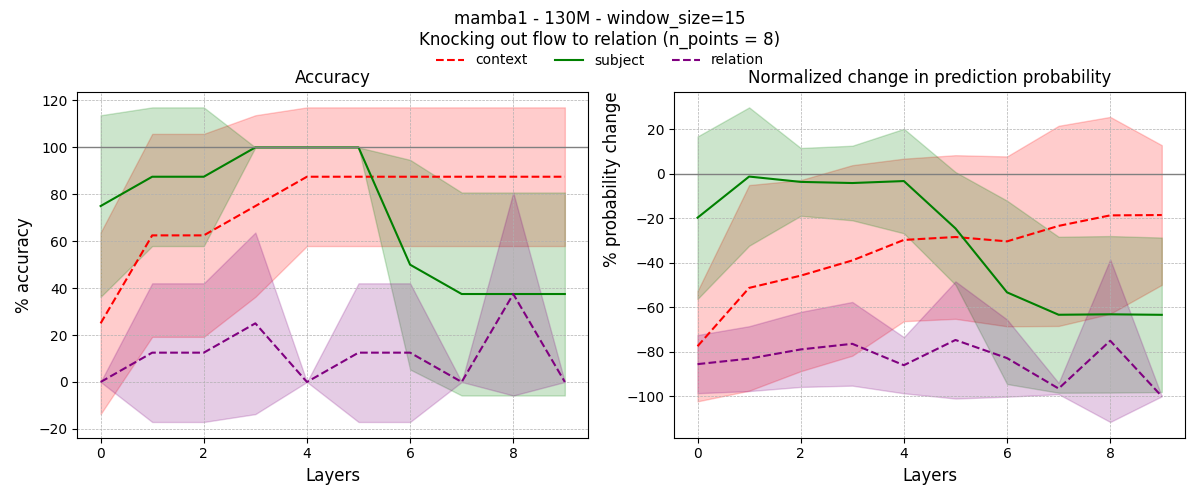 mamba1 - 130M - window_size=15
Knocking out flow to relation (n_points = 8)
context subject relation
Accuracy
120
100
80
60
40
20
0
−20
0 2 4 6 8
Layers
% accuracy
Normalized change in prediction probability
20
0
−20
−40
−60
−80
−100
0 2 4 6 8
Layers
% probability change